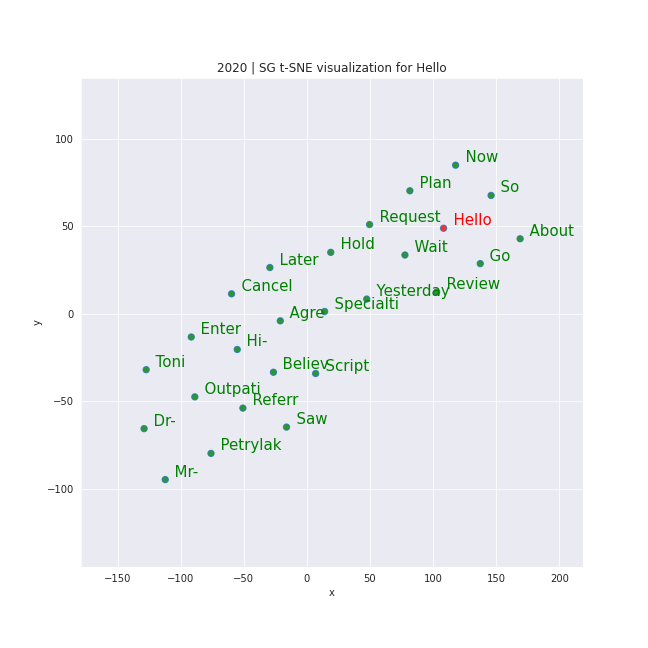 2020 | SG t-SNE visualization for Hello
100
50
0
−50
−100
y
Now
Plan
So
Request
Hello
About
Hold
Wait
Later
Go
Cancel
Yesterday
Review
Specialti
Agre
Enter
Hi-
Toni
Believ
Script
Outpati
Referr
Dr-
Saw
Petrylak
Mr-
−150
−100
−50
0
50
100
150
200
x